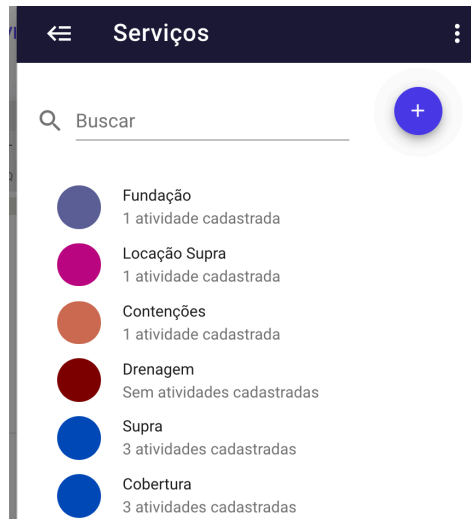 Serviços
Buscar
Fundação
1 atividade cadastrada
Locação Supra
1 atividade cadastrada
Contenções
1 atividade cadastrada
Drenagem
Sem atividades cadastradas
Supra
3 atividades cadastradas
Cobertura
3 atividades cadastradas